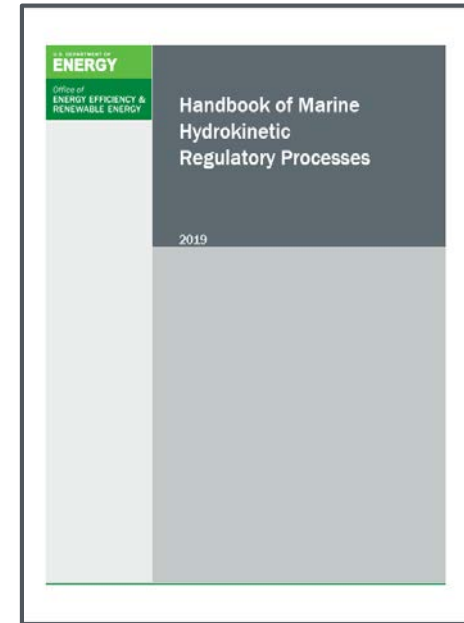 U.S. DEPARTMENT OF
ENERGY
Office of
ENERGY EFFICIENCY &
RENEWABLE ENERGY
Handbook of Marine
Hydrokinetic
Regulatory Processes
2019